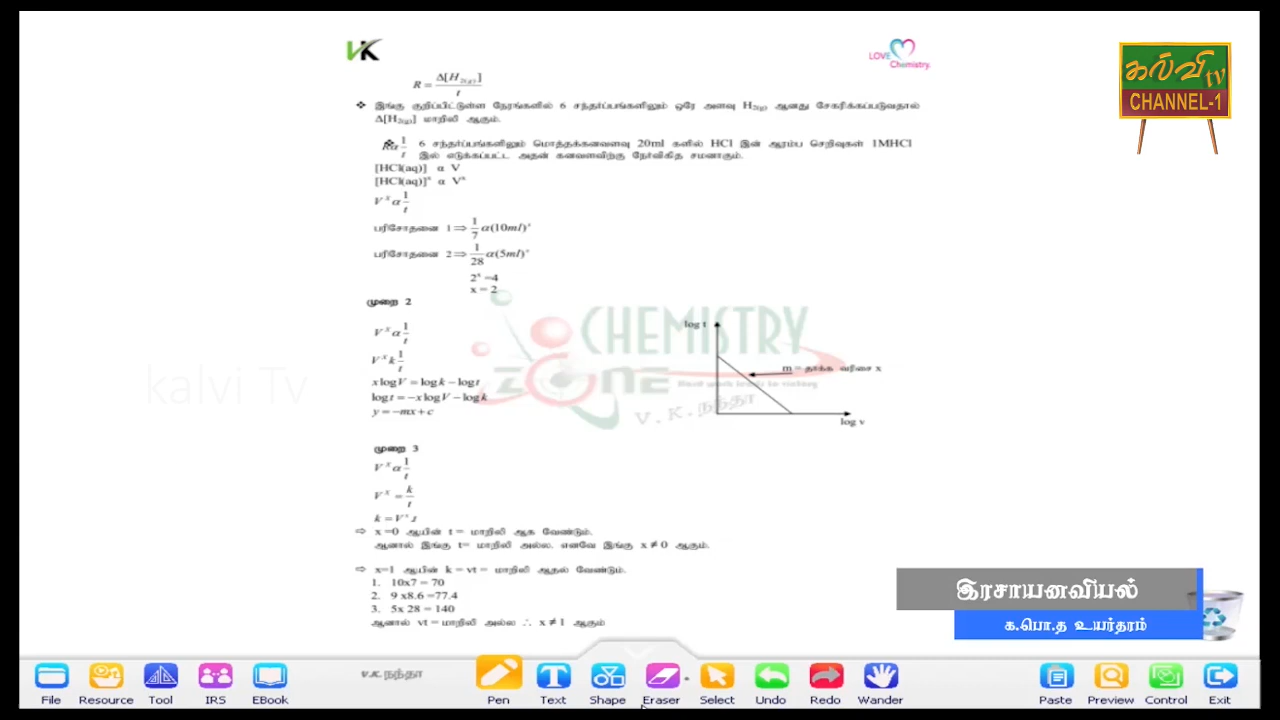 VK
LOVE Chemistry.
கல்வி tv
CHANNEL-1
R = Δ[H2(g)] / t
❖ இங்கு குறிப்பிட்டுள்ள நேரங்களில் 6 சந்தர்ப்பங்களிலும் ஒரே அளவு H2(g) ஆனது சேகரிக்கப்படுவதால்
Δ[H2(g)] மாறிலி ஆகும்.
1/t 6 சந்தர்ப்பங்களிலும் மொத்தக்கனவளவு 20ml களில் HCl இன் ஆரம்ப செறிவுகள் 1MHCl
இல் எடுக்கப்பட்ட அதன் கனவளவிற்கு நேர்விகித சமனாகும்.
[HCl(aq)] α V
[HCl(aq)]ˣ α Vˣ
V^x α 1/t
பரிசோதனை 1 ⇒ 1/7 α (10ml)^x
பரிசோதனை 2 ⇒ 1/28 α (5ml)^x
2ˣ =4
x = 2
முறை 2
V^x α 1/t
V^x k 1/t
x log V = log k − log t
log t = −x log V − log k
y = −mx + c
log t
m = தாக்க வரிசை x
log v
CHEMISTRY
ZONE
V.K.நந்தா
kalvi Tv
முறை 3
V^x α 1/t
V^x = k/t
k = V^x.t
⇒ x =0 ஆயின் t = மாறிலி ஆக வேண்டும்.
ஆனால் இங்கு t= மாறிலி அல்ல. எனவே இங்கு x ≠ 0 ஆகும்.
⇒ x=1 ஆயின் k = vt = மாறிலி ஆதல் வேண்டும்.
1. 10x7 = 70
2. 9 x8.6 =77.4
3. 5x 28 = 140
ஆனால் vt = மாறிலி அல்ல ∴ x ≠ 1 ஆகும்
இரசாயனவியல்
க.பொ.த உயர்தரம்
V.K. நந்தா
File Resource Tool IRS EBook Pen Text Shape Eraser Select Undo Redo Wander Paste Preview Control Exit